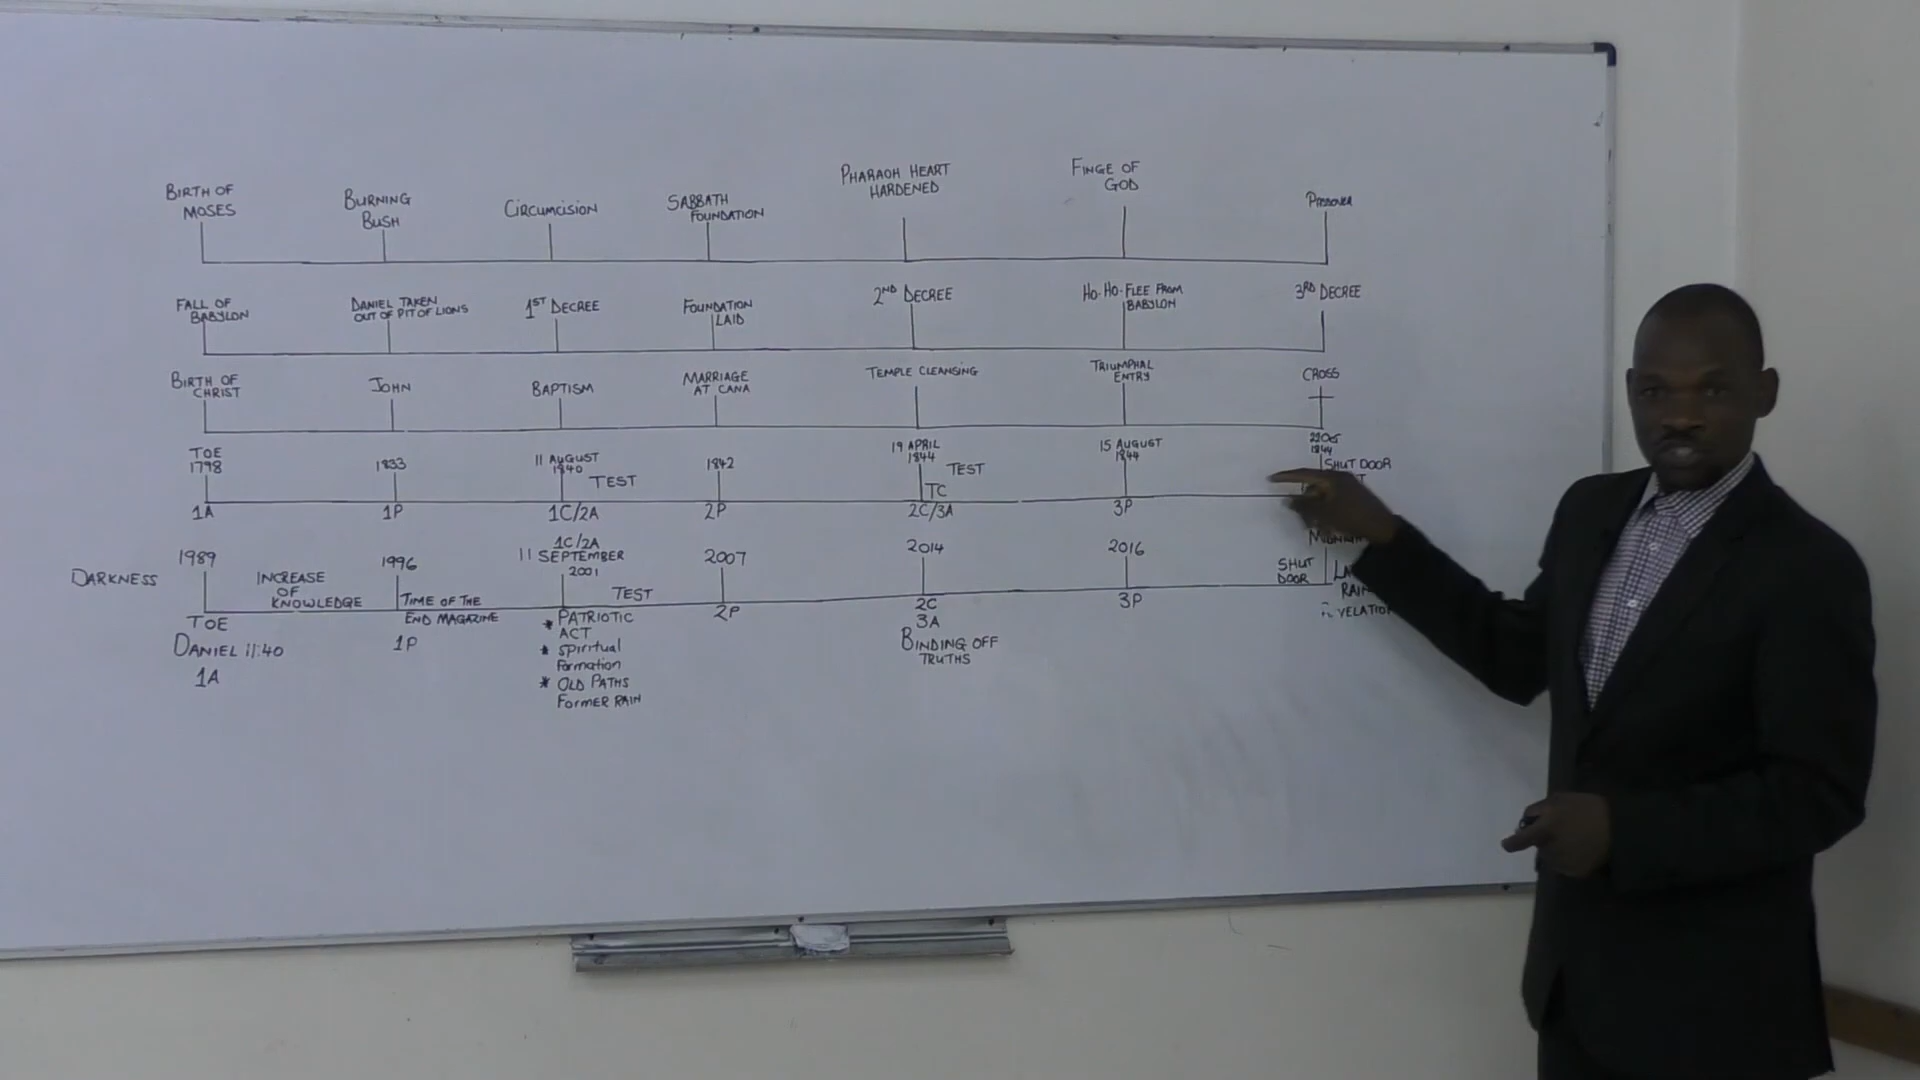 BIRTH OF
MOSES
BURNING
BUSH
CIRCUMCISION
SABBATH
FOUNDATION
PHARAOH HEART
HARDENED
FINGE OF
GOD
PASSOVER
FALL OF
BABYLON
DANIEL TAKEN
OUT OF PIT OF LIONS
1ST DECREE
FOUNDATION
LAID
2ND DECREE
HO-HO-FLEE FROM
BABYLON
3RD DECREE
BIRTH OF
CHRIST
JOHN
BAPTISM
MARRIAGE
AT CANA
TEMPLE CLEANSING
TRIUMPHAL
ENTRY
CROSS
TOE
1798
1A
1833
1P
11 AUGUST
1840
TEST
1C/2A
1842
2P
19 APRIL
1844
TEST
TC
2C/3A
15 AUGUST
1844
3P
22 Oct
1844
SHUT DOOR
DARKNESS
1989
TOE
DANIEL 11:40
1A
INCREASE
OF
KNOWLEDGE
1996
TIME OF THE
END MAGAZINE
1P
1C/2A
11 SEPTEMBER
2001
TEST
* PATRIOTIC
ACT
* Spiritual
Formation
* OLD PATHS
FORMER RAIN
2007
2P
2014
2C
3A
BINDING OFF
TRUTHS
2016
3P
SHUT
DOOR
RAIN